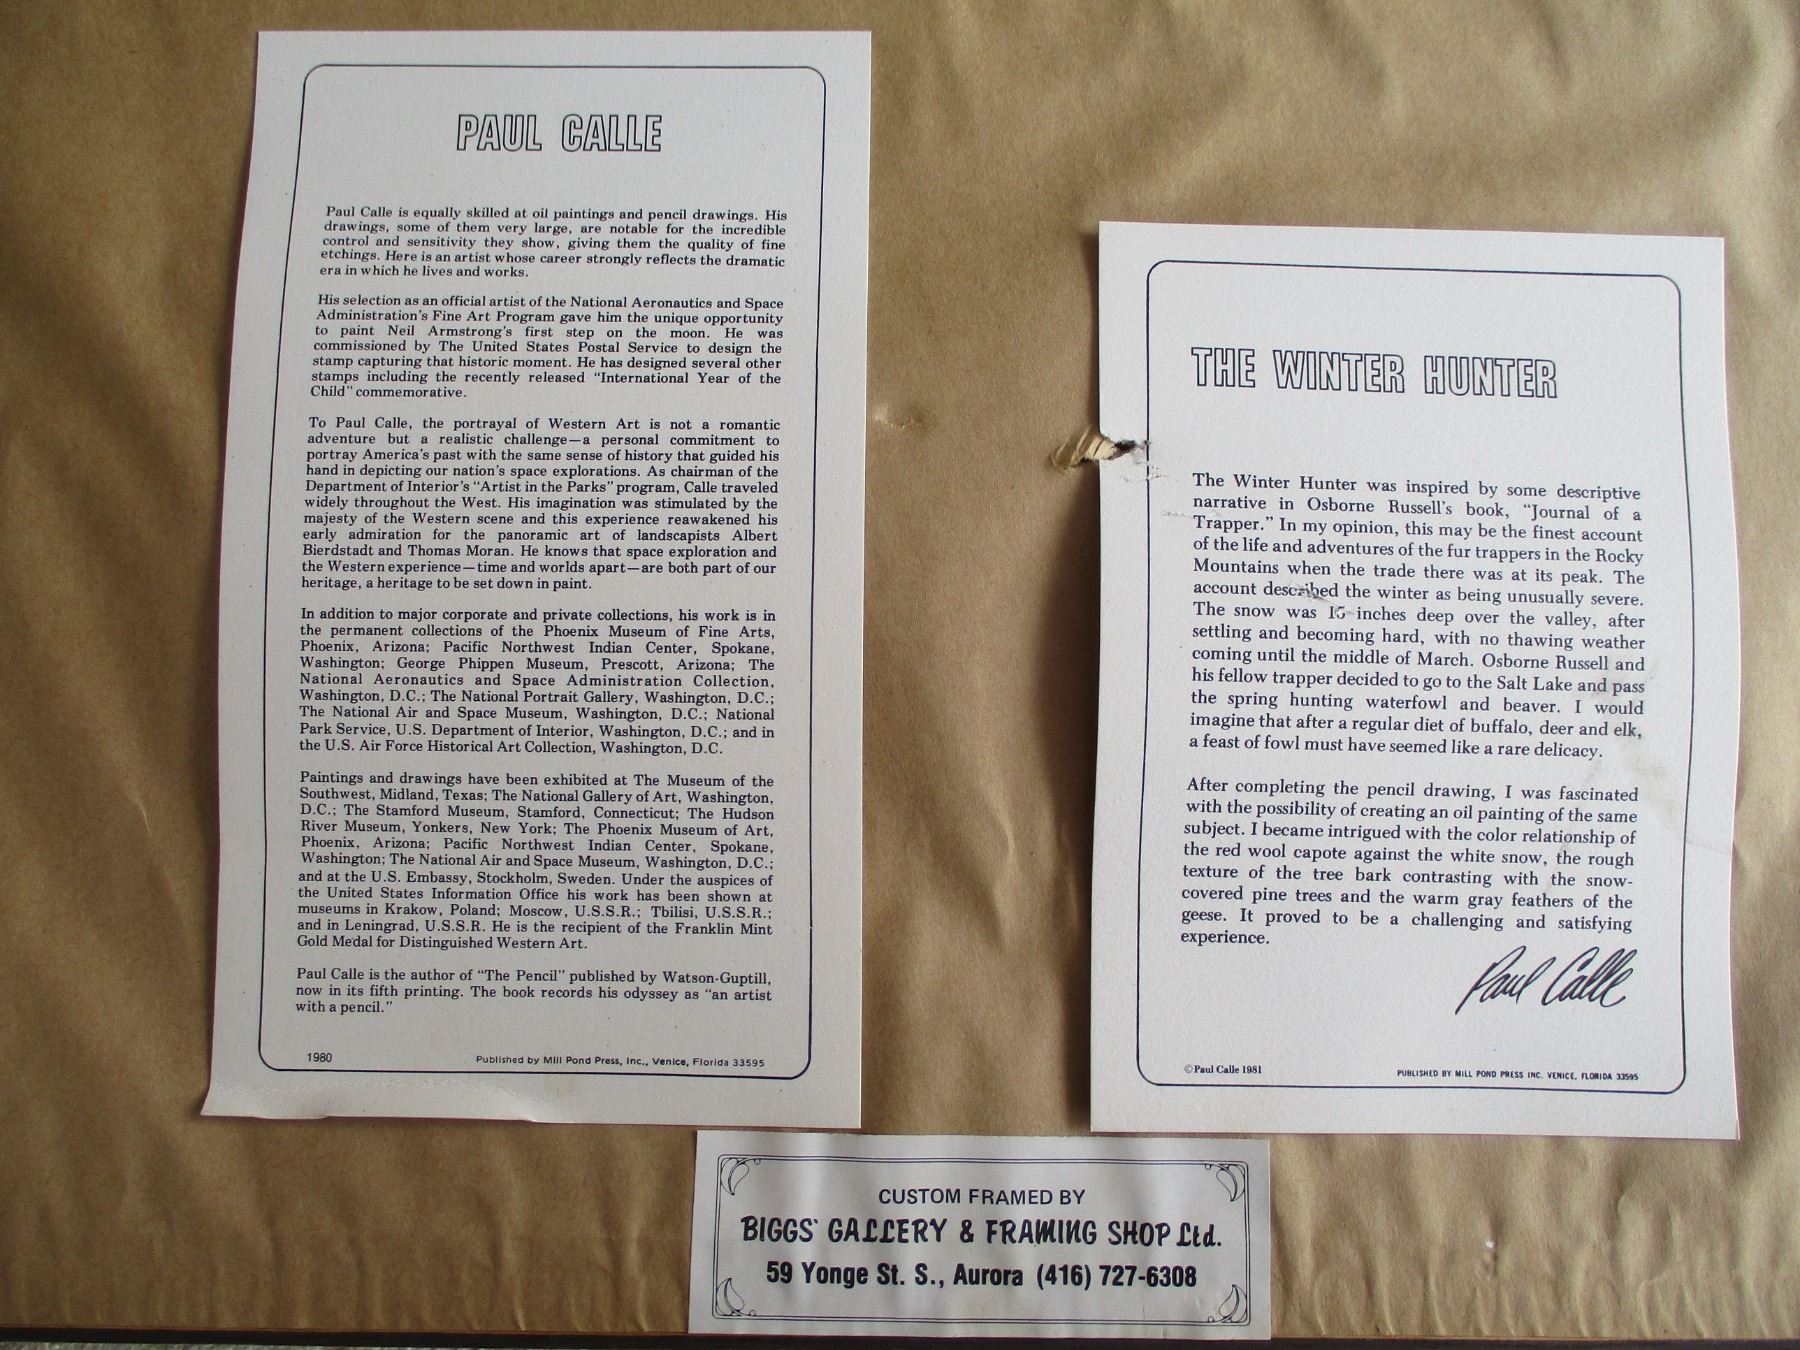 PAUL CALLE
Paul Calle is equally skilled at oil paintings and pencil drawings. His
drawings, some of them very large, are notable for the incredible
control and sensitivity they show, giving them the quality of fine
etchings. Here is an artist whose career strongly reflects the dramatic
era in which he lives and works.
His selection as an official artist of the National Aeronautics and Space
Administration's Fine Art Program gave him the unique opportunity
to paint Neil Armstrong's first step on the moon. He was
commissioned by The United States Postal Service to design the
stamp capturing that historic moment. He has designed several other
stamps including the recently released "International Year of the
Child" commemorative.
To Paul Calle, the portrayal of Western Art is not a romantic
adventure but a realistic challenge—a personal commitment to
portray America's past with the same sense of history that guided his
hand in depicting our nation's space explorations. As chairman of the
Department of Interior's "Artist in the Parks" program, Calle traveled
widely throughout the West. His imagination was stimulated by the
majesty of the Western scene and this experience reawakened his
early admiration for the panoramic art of landscapists Albert
Bierdstadt and Thomas Moran. He knows that space exploration and
the Western experience—time and worlds apart—are both part of our
heritage, a heritage to be set down in paint.
In addition to major corporate and private collections, his work is in
the permanent collections of the Phoenix Museum of Fine Arts,
Phoenix, Arizona; Pacific Northwest Indian Center, Spokane,
Washington; George Phippen Museum, Prescott, Arizona; The
National Aeronautics and Space Administration Collection,
Washington, D.C.; The National Portrait Gallery, Washington, D.C.;
The National Air and Space Museum, Washington, D.C.; National
Park Service, U.S. Department of Interior, Washington, D.C.; and in
the U.S. Air Force Historical Art Collection, Washington, D.C.
Paintings and drawings have been exhibited at The Museum of the
Southwest, Midland, Texas; The National Gallery of Art, Washington,
D.C.; The Stamford Museum, Stamford, Connecticut; The Hudson
River Museum, Yonkers, New York; The Phoenix Museum of Art,
Phoenix, Arizona; Pacific Northwest Indian Center, Spokane,
Washington; The National Air and Space Museum, Washington, D.C.;
and at the U.S. Embassy, Stockholm, Sweden. Under the auspices of
the United States Information Office his work has been shown at
museums in Krakow, Poland; Moscow, U.S.S.R.; Tbilisi, U.S.S.R.;
and in Leningrad, U.S.S.R. He is the recipient of the Franklin Mint
Gold Medal for Distinguished Western Art.
Paul Calle is the author of "The Pencil" published by Watson-Guptill,
now in its fifth printing. The book records his odyssey as "an artist
with a pencil."
1980 Published by Mill Pond Press, Inc., Venice, Florida 33595
THE WINTER HUNTER
The Winter Hunter was inspired by some descriptive
narrative in Osborne Russell's book, "Journal of a
Trapper." In my opinion, this may be the finest account
of the life and adventures of the fur trappers in the Rocky
Mountains when the trade there was at its peak. The
account described the winter as being unusually severe.
The snow was 15 inches deep over the valley, after
settling and becoming hard, with no thawing weather
coming until the middle of March. Osborne Russell and
his fellow trapper decided to go to the Salt Lake and pass
the spring hunting waterfowl and beaver. I would
imagine that after a regular diet of buffalo, deer and elk,
a feast of fowl must have seemed like a rare delicacy.
After completing the pencil drawing, I was fascinated
with the possibility of creating an oil painting of the same
subject. I became intrigued with the color relationship of
the red wool capote against the white snow, the rough
texture of the tree bark contrasting with the snow-
covered pine trees and the warm gray feathers of the
geese. It proved to be a challenging and satisfying
experience.
Paul Calle
©Paul Calle 1981 PUBLISHED BY MILL POND PRESS INC. VENICE, FLORIDA 33595
CUSTOM FRAMED BY
BIGGS' GALLERY & FRAMING SHOP Ltd.
59 Yonge St. S., Aurora (416) 727-6308